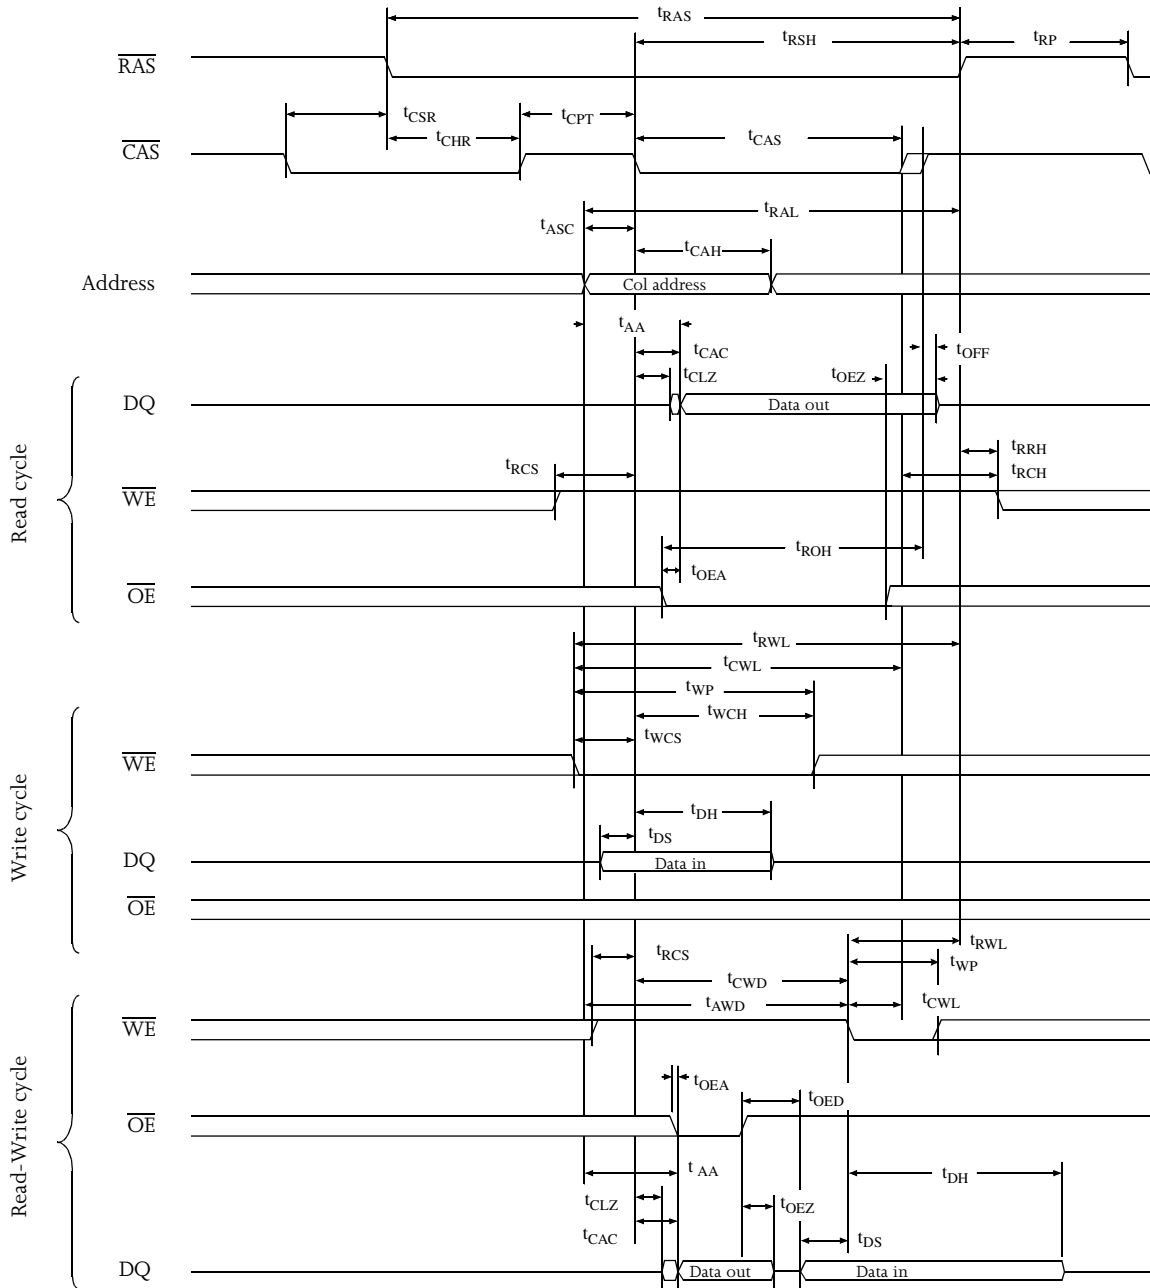 tRAS
tRSH tRP
RAS
tCSR tCPT
tCHR tCAS
CAS
tRAL
tASC
tCAH
Address Col address
tAA
tCAC tOFF
tCLZ tOEZ
DQ Data out
tRRH
tRCS tRCH
WE
tROH
tOEA
OE
Read cycle
tRWL
tCWL
tWP
tWCH
tWCS
WE
tDH
tDS
DQ Data in
OE
Write cycle
tRWL
tRCS tWP
tCWD
tAWD tCWL
WE
tOEA
tOED
OE
tAA tDH
tCLZ tOEZ
tCAC tDS
DQ Data out Data in
Read-Write cycle